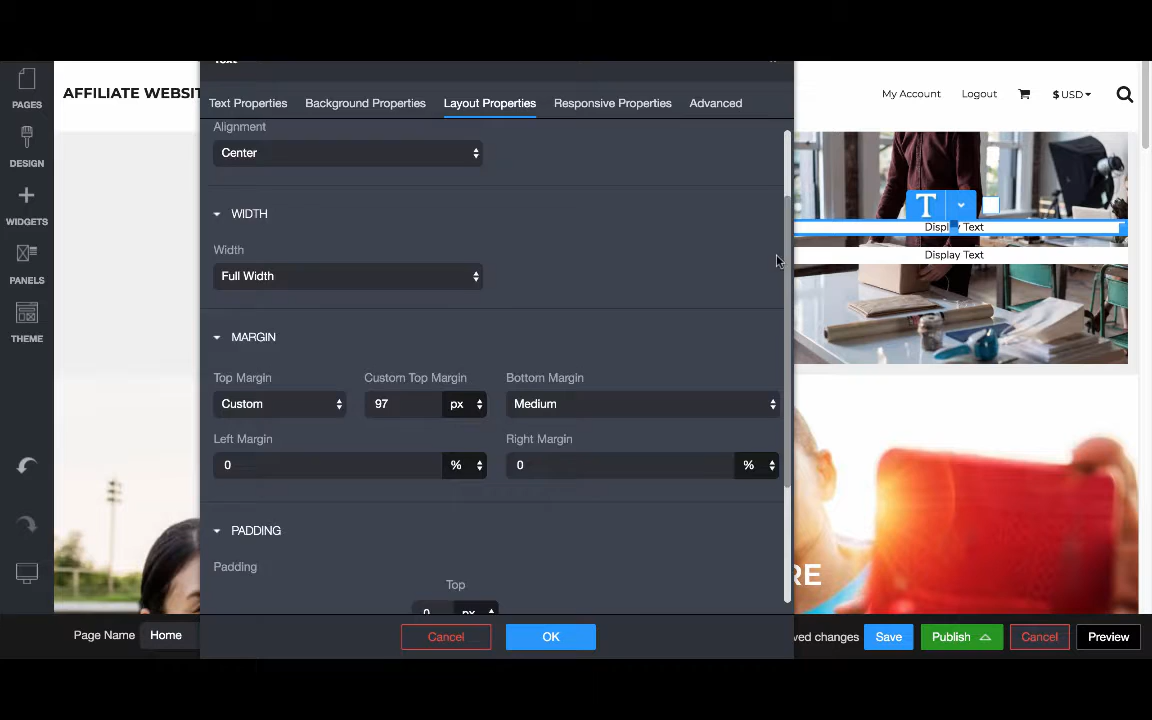 PAGES
DESIGN
WIDGETS
PANELS
THEME
AFFILIATE WEBSIT
My Account
Logout
$ USD
Text Properties
Background Properties
Layout Properties
Responsive Properties
Advanced
Alignment
Center
WIDTH
Width
Full Width
MARGIN
Top Margin
Custom Top Margin
Bottom Margin
Custom
97
px
Medium
Left Margin
Right Margin
0
%
0
%
PADDING
Padding
Top
0
px
Cancel
OK
T
Display Text
Display Text
RE
Page Name
Home
ved changes
Save
Publish
Cancel
Preview